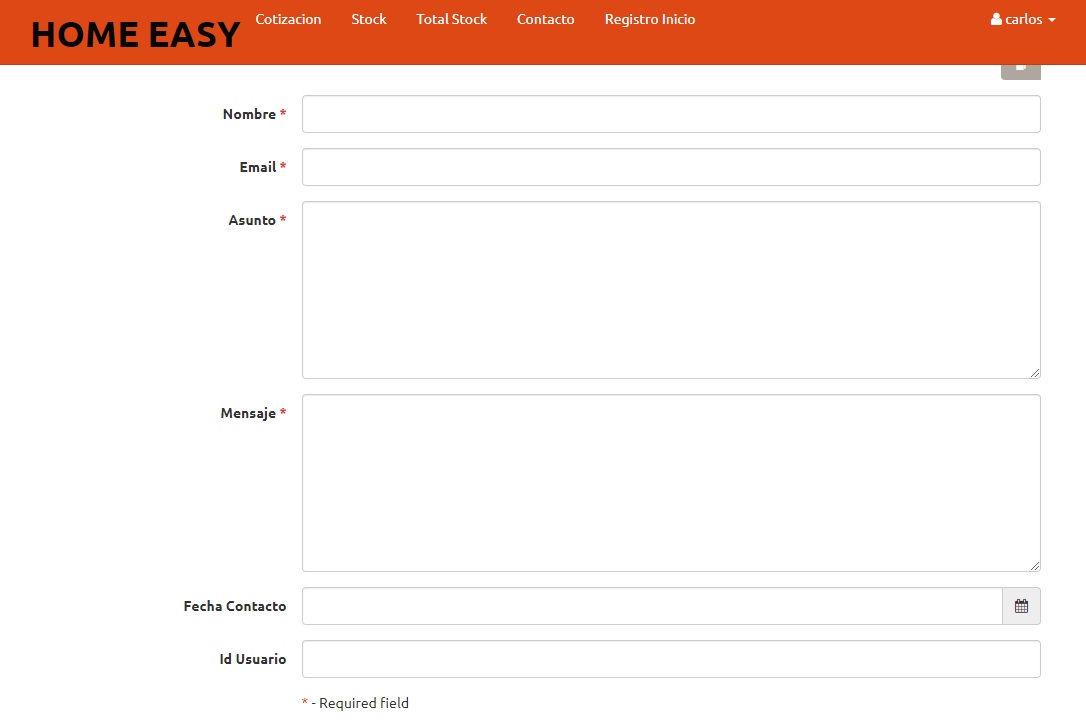 HOME EASY
Cotizacion Stock Total Stock Contacto Registro Inicio carlos
Nombre *
Email *
Asunto *
Mensaje *
Fecha Contacto
Id Usuario
* - Required field